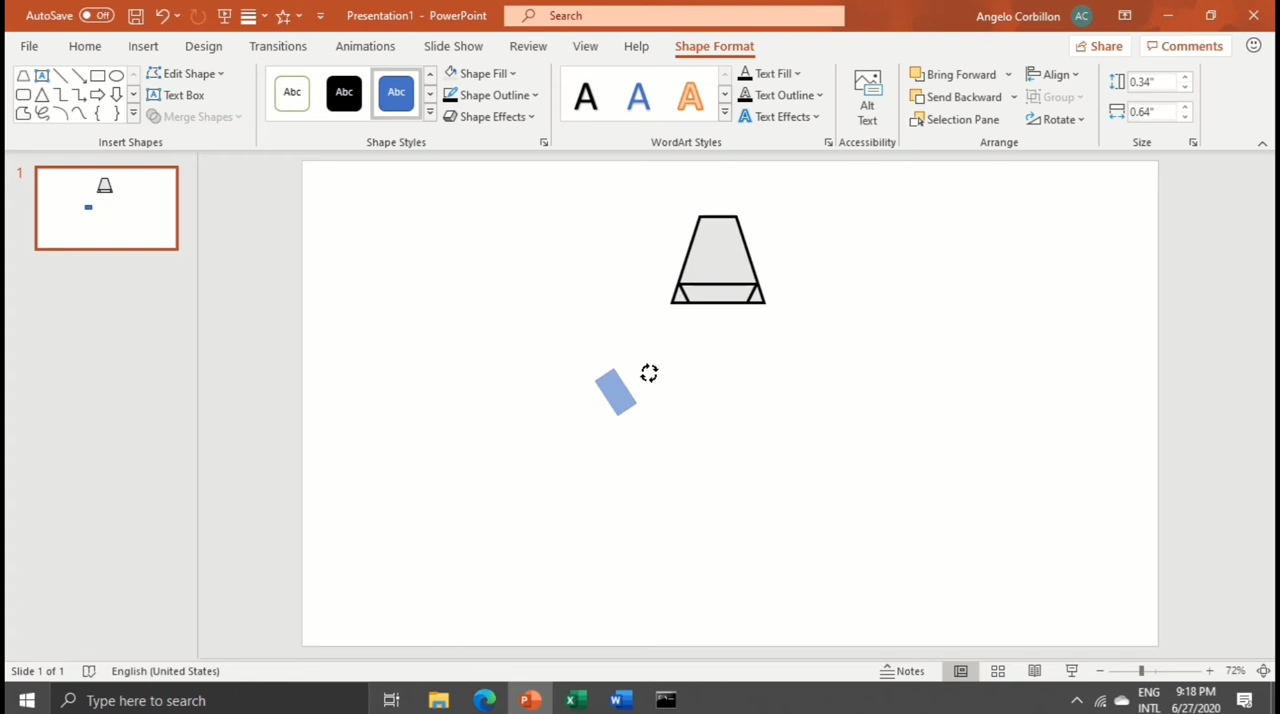 AutoSave Off Presentation1 - PowerPoint Search Angelo Corbillon AC
File Home Insert Design Transitions Animations Slide Show Review View Help Shape Format Share Comments
Edit Shape
Text Box
Merge Shapes
Insert Shapes
Abc Abc Abc
Shape Fill
Shape Outline
Shape Effects
Shape Styles
A A A
Text Fill
Text Outline
Text Effects
WordArt Styles
Alt
Text
Accessibility
Bring Forward
Send Backward
Selection Pane
Align
Group
Rotate
Arrange
0.34"
0.64"
Size
1
Slide 1 of 1 English (United States) Notes 72%
Type here to search
ENG
INTL
9:18 PM
6/27/2020